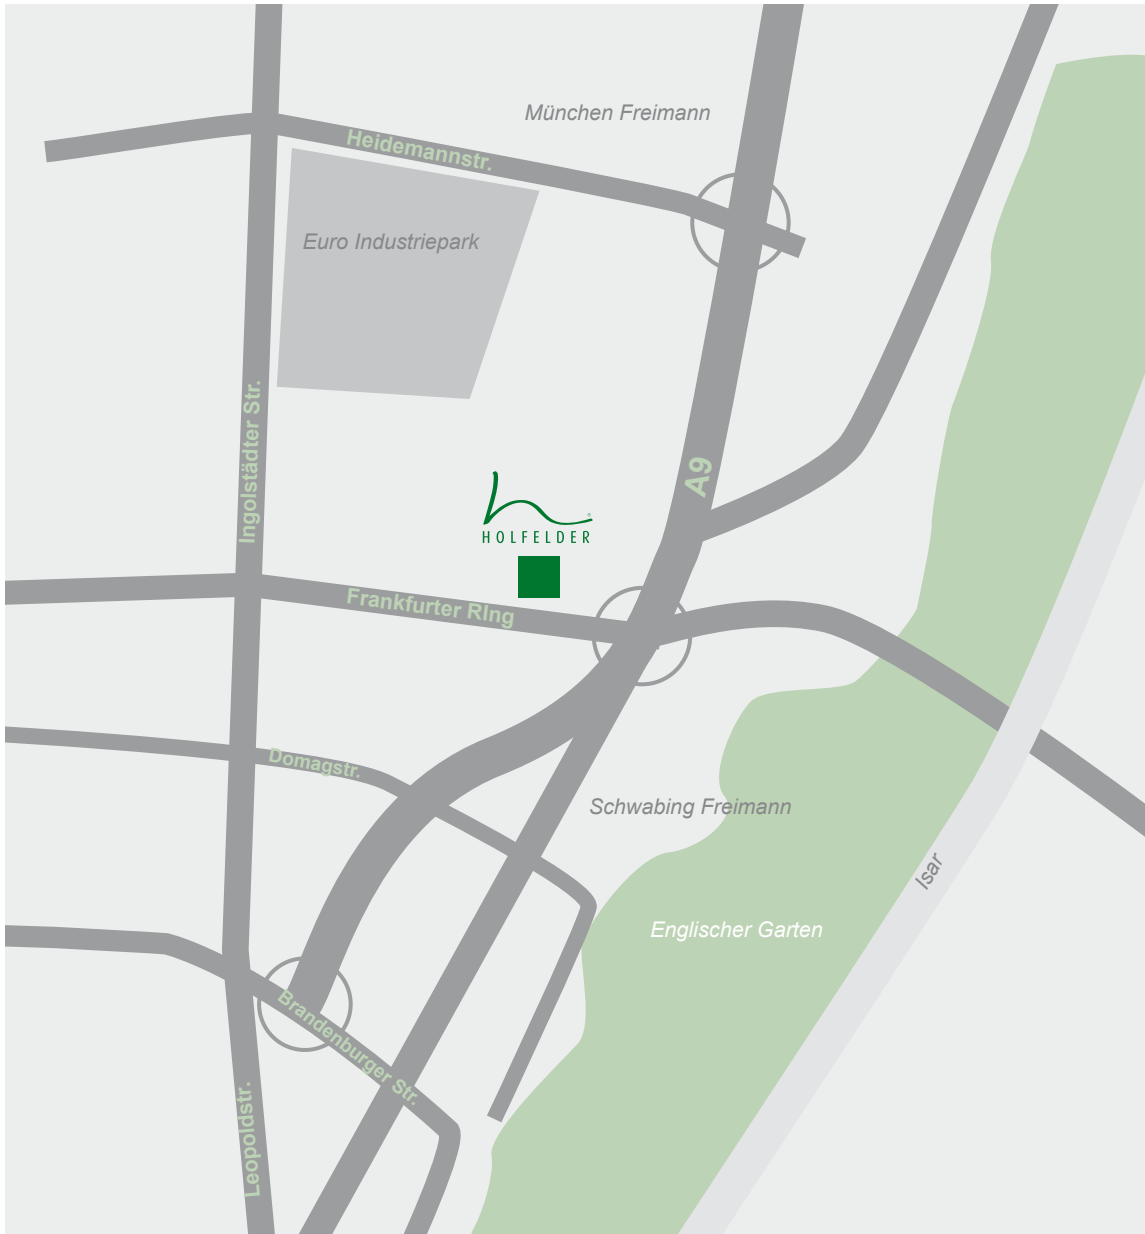 München Freimann
Heidemannstr.
Euro Industriepark
Ingolstädter Str.
A9
HOLFELDER
®
Frankfurter RIng
Domagstr.
Schwabing Freimann
Isar
Englischer Garten
Brandenburger Str.
Leopoldstr.